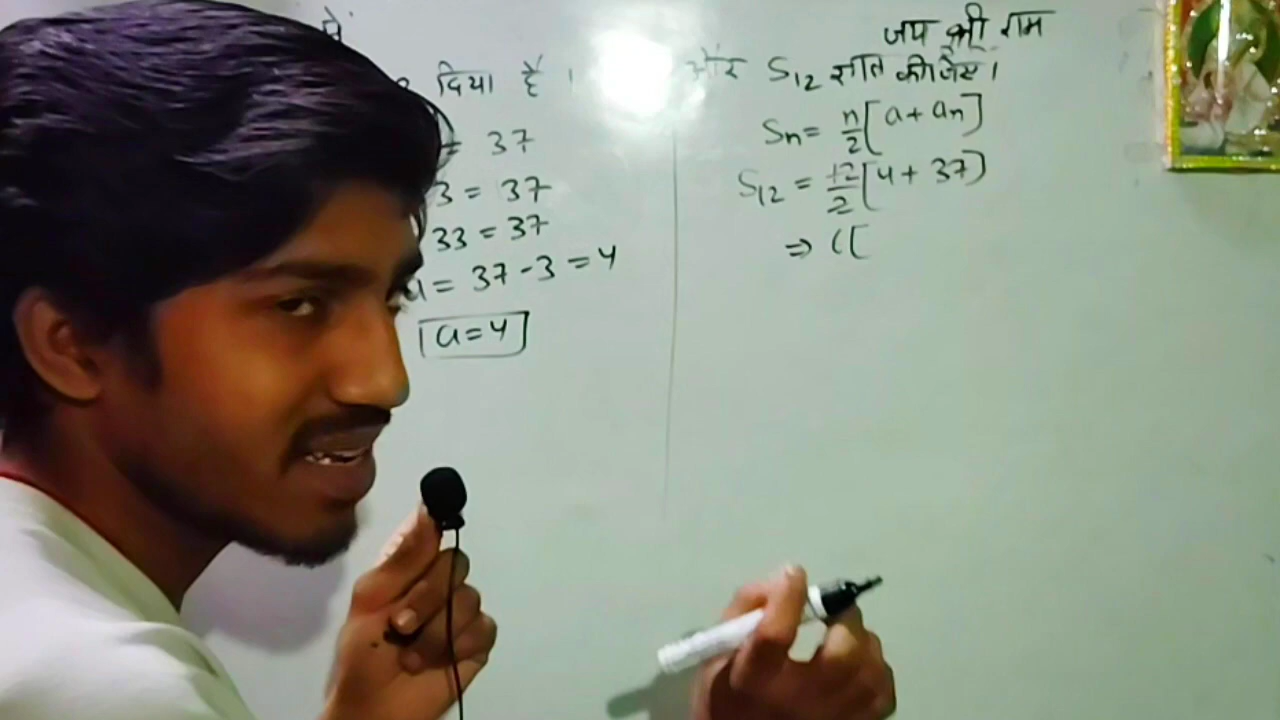 में
जय श्री राम
दिया है । और S₁₂ ज्ञात कीजिए ।
= 37
3 = 37
33 = 37
a = 37 - 3 = 4
a = 4
Sn = n/2 [a + an]
S₁₂ = 12/2 [4 + 37)
⇒ ([